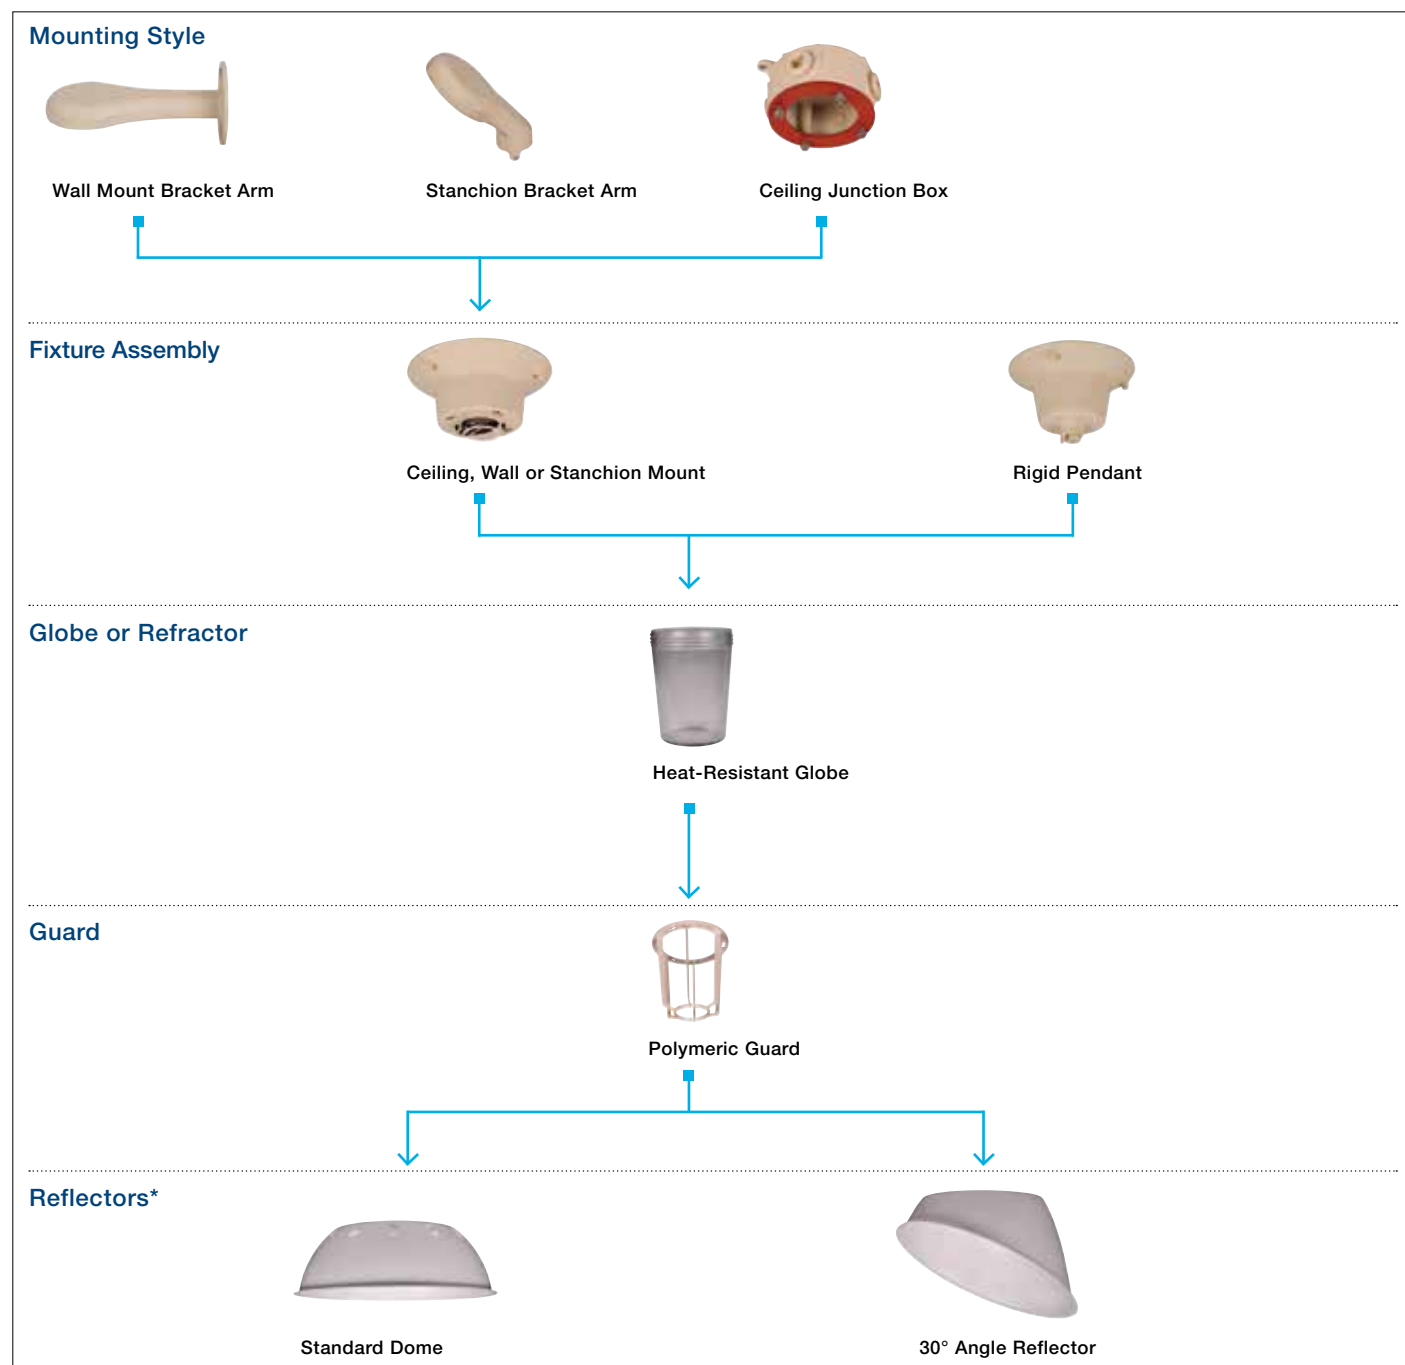 Mounting Style
Wall Mount Bracket Arm
Stanchion Bracket Arm
Ceiling Junction Box
Fixture Assembly
Ceiling, Wall or Stanchion Mount
Rigid Pendant
Globe or Refractor
Heat-Resistant Globe
Guard
Polymeric Guard
Reflectors*
Standard Dome
30° Angle Reflector